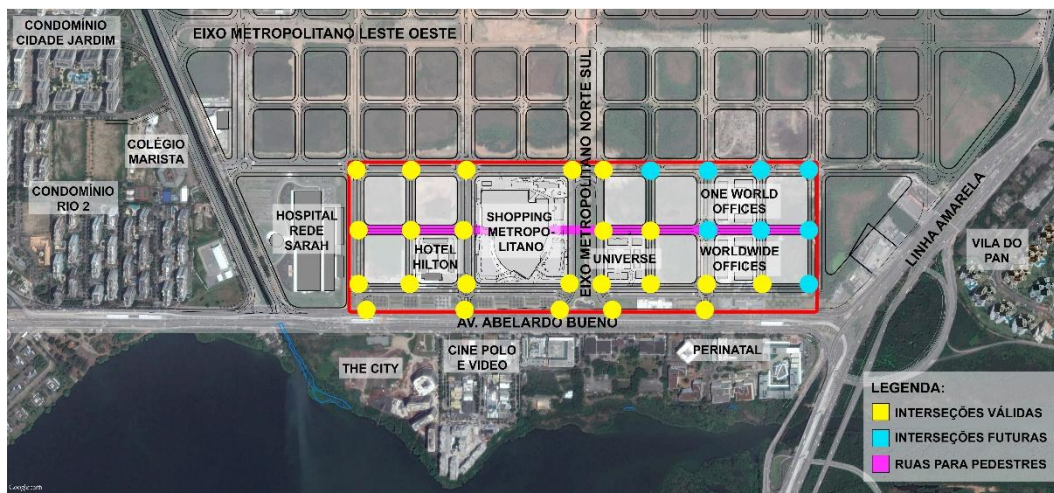 CONDOMÍNIO
CIDADE JARDIM
EIXO METROPOLITANO LESTE OESTE
COLÉGIO
MARISTA
CONDOMÍNIO
RIO 2
HOSPITAL
REDE
SARAH
HOTEL
HILTON
SHOPPING
METROPO-
LITANO
EIXO METROPOLITANO NORTE SUL
UNIVERSE
ONE WORLD
OFFICES
WORLDWIDE
OFFICES
LINHA AMARELA
VILA DO
PAN
AV. ABELARDO BUENO
THE CITY
CINE POLO
E VIDEO
PERINATAL
LEGENDA:
INTERSEÇÕES VÁLIDAS
INTERSEÇÕES FUTURAS
RUAS PARA PEDESTRES
Google earth